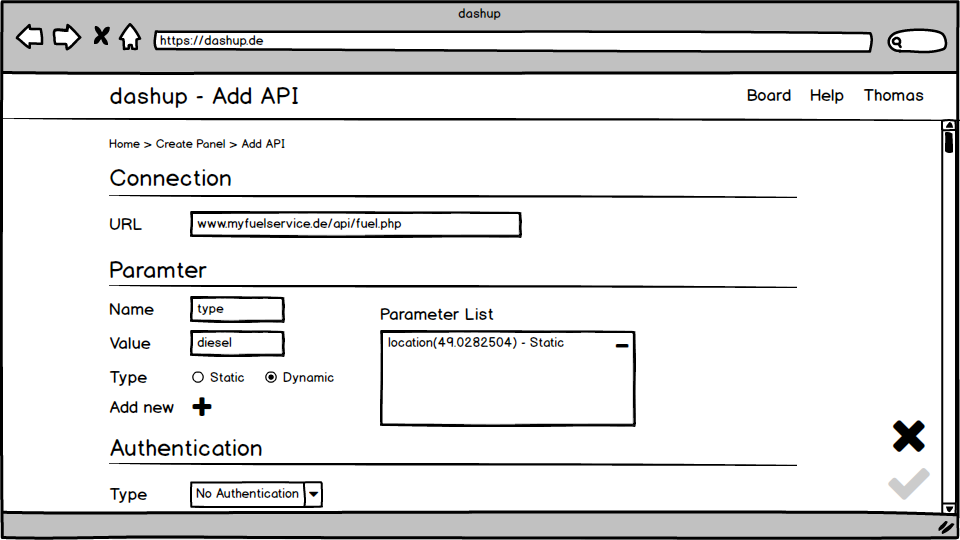 dashup
https://dashup.de
dashup - Add API
Board Help Thomas
Home > Create Panel > Add API
Connection
URL www.myfuelservice.de/api/fuel.php
Paramter
Name type
Parameter List
Value diesel
location(49.0282504) - Static
Type Static Dynamic
Add new
Authentication
Type No Authentication